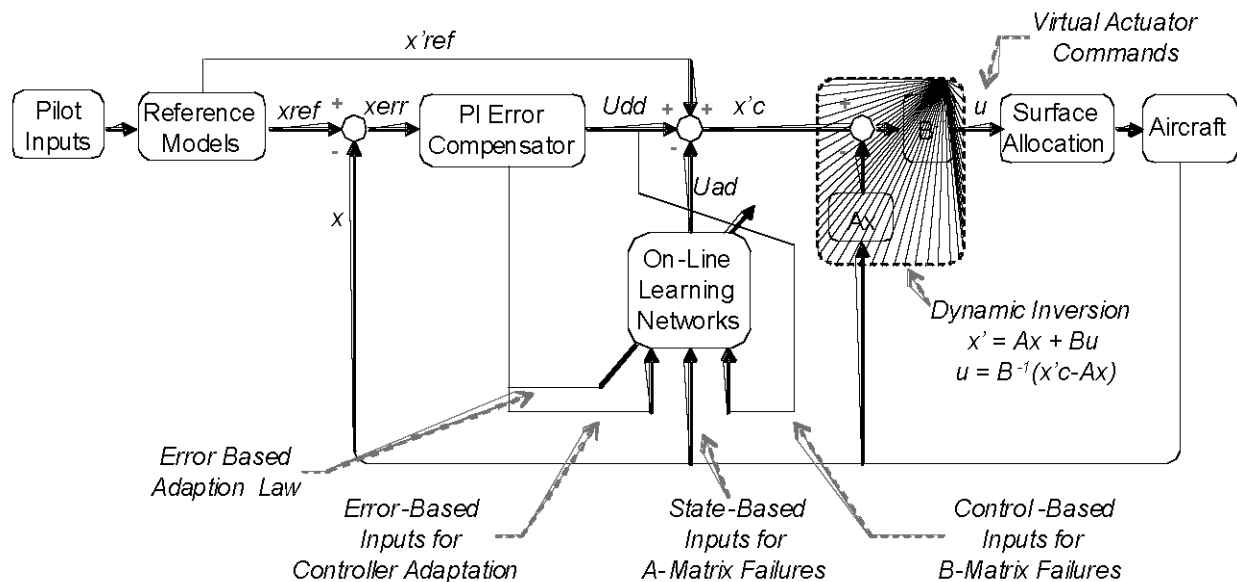 Virtual Actuator
Commands
x'ref
Pilot
Inputs
Reference
Models
xref
+
-
xerr
PI Error
Compensator
Udd
+
+
-
x'c
+
-
B
u
Surface
Allocation
Aircraft
x
Uad
Ax
On-Line
Learning
Networks
Dynamic Inversion
x' = Ax + Bu
u = B-1(x'c-Ax)
Error Based
Adaption Law
Error-Based
Inputs for
Controller Adaptation
State-Based
Inputs for
A-Matrix Failures
Control-Based
Inputs for
B-Matrix Failures